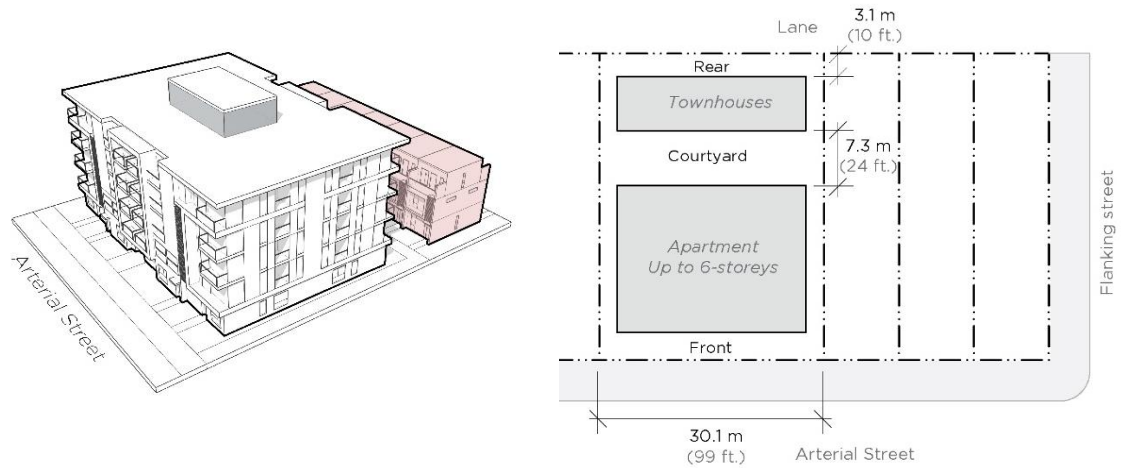 Arterial Street
Lane
3.1 m
(10 ft.)
Rear
Townhouses
Courtyard
7.3 m
(24 ft.)
Apartment
Up to 6-storeys
Front
Flanking street
30.1 m
(99 ft.)
Arterial Street